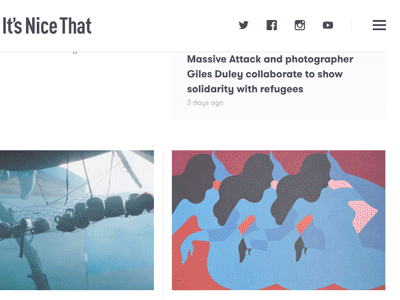 It's Nice That
Massive Attack and photographer
Giles Duley collaborate to show
solidarity with refugees
3 days ago